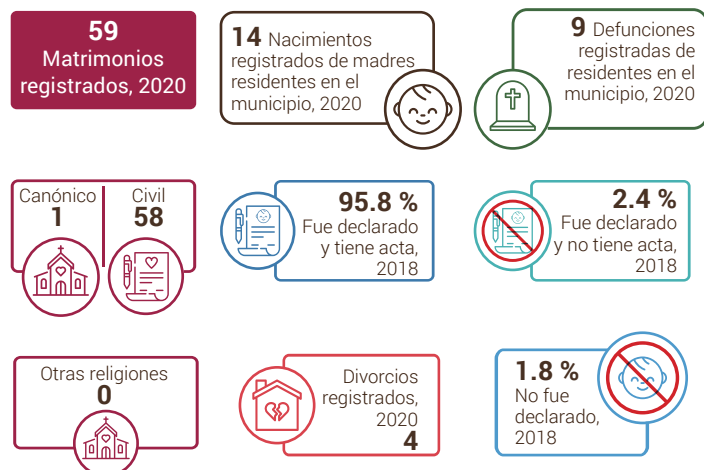 59
Matrimonios
registrados, 2020
14 Nacimientos
registrados de madres
residentes en el
municipio, 2020
9 Defunciones
registradas de
residentes en el
municipio, 2020
Canónico
1
Civil
58
95.8 %
Fue declarado
y tiene acta,
2018
2.4 %
Fue declarado
y no tiene acta,
2018
Otras religiones
0
Divorcios
registrados,
2020
4
1.8 %
No fue
declarado,
2018